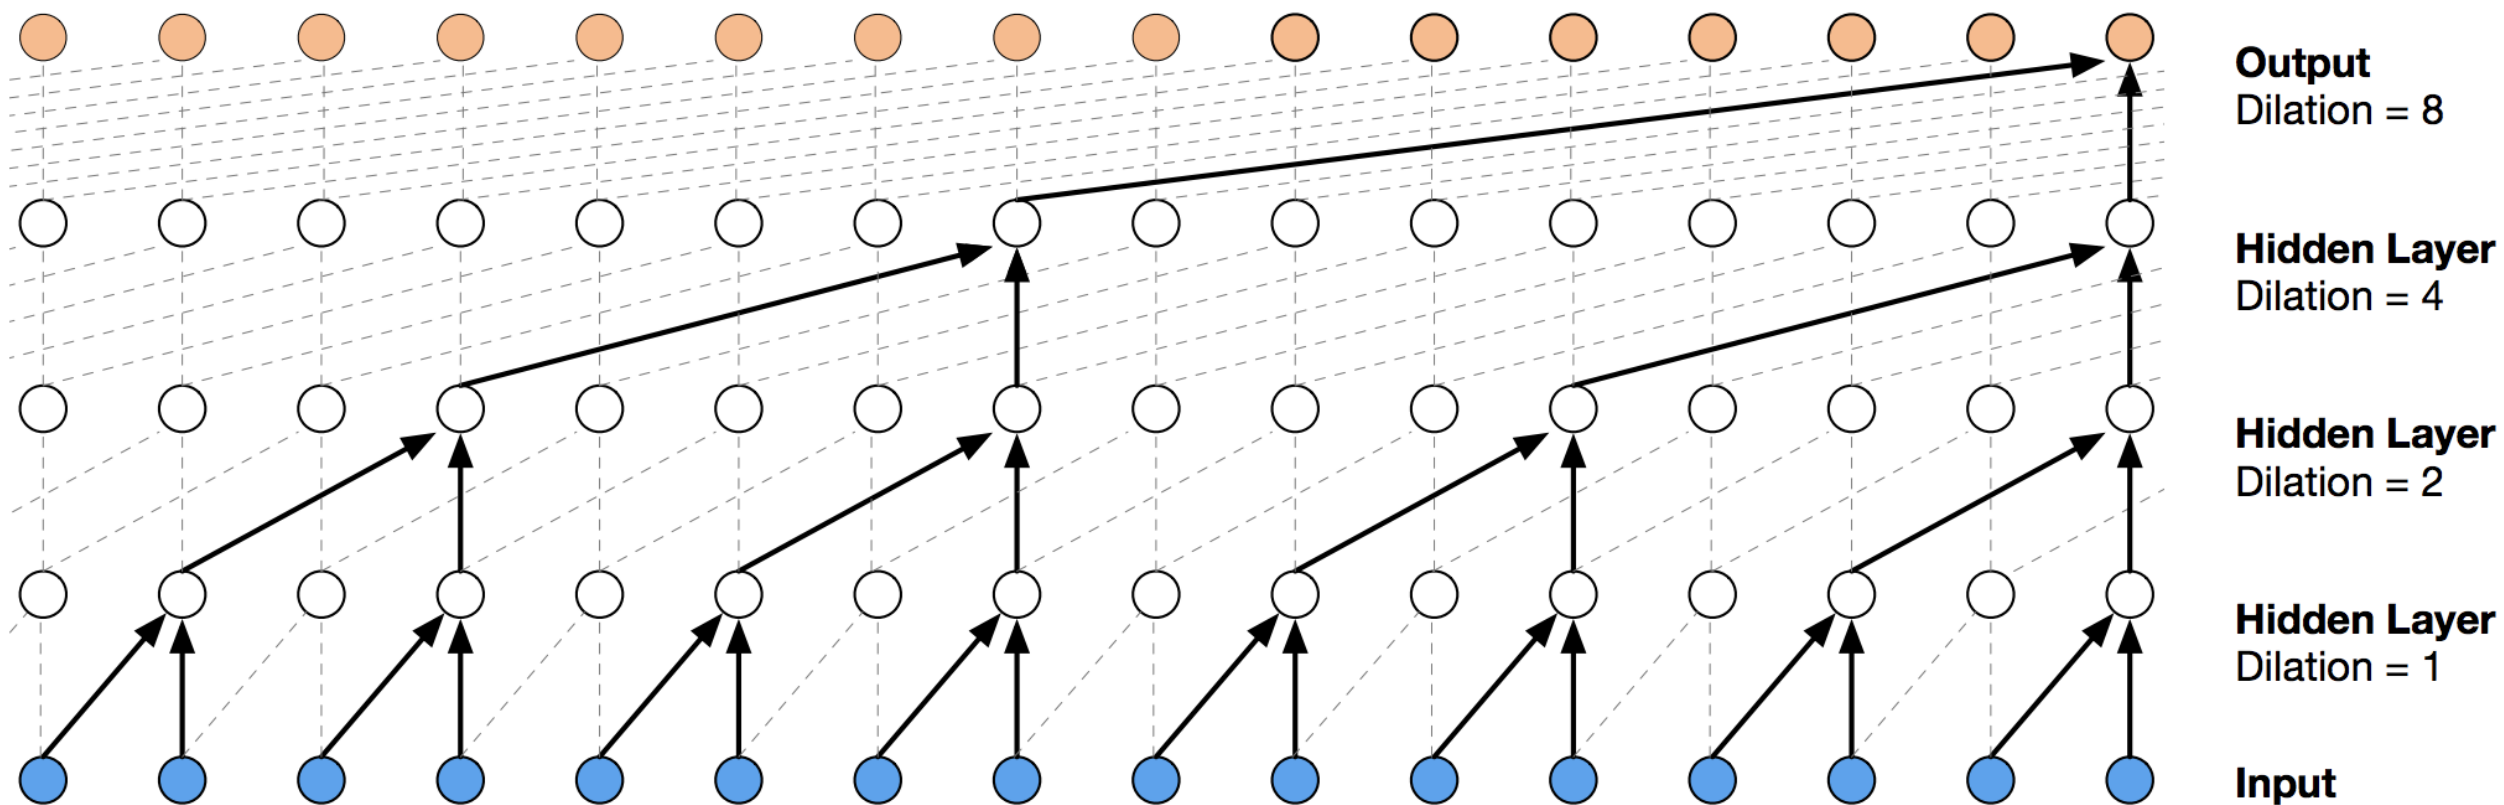 Output
Dilation = 8
Hidden Layer
Dilation = 4
Hidden Layer
Dilation = 2
Hidden Layer
Dilation = 1
Input